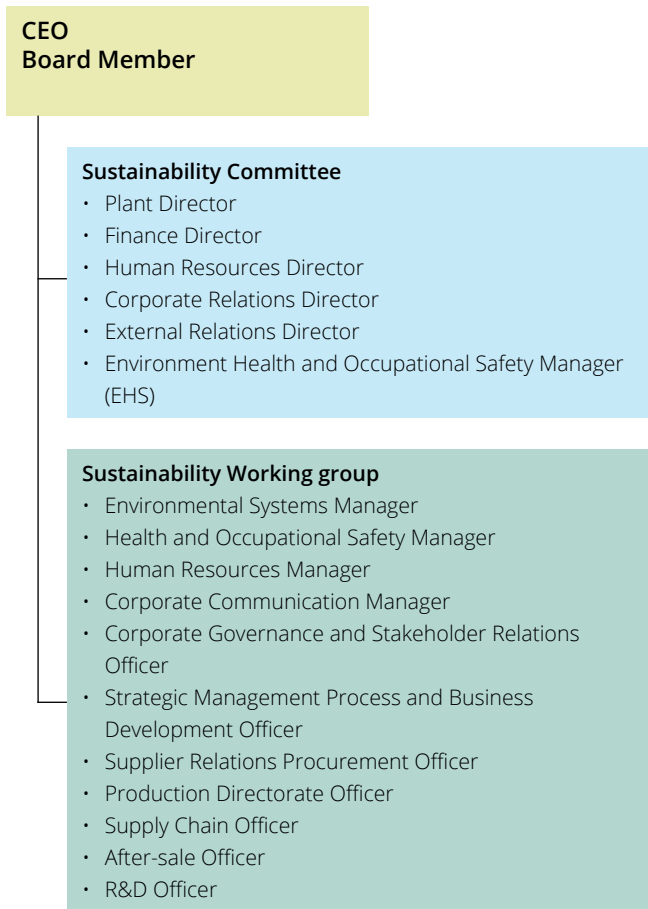 CEO
Board Member
Sustainability Committee
• Plant Director
• Finance Director
• Human Resources Director
• Corporate Relations Director
• External Relations Director
• Environment Health and Occupational Safety Manager
(EHS)
Sustainability Working group
• Environmental Systems Manager
• Health and Occupational Safety Manager
• Human Resources Manager
• Corporate Communication Manager
• Corporate Governance and Stakeholder Relations
Officer
• Strategic Management Process and Business
Development Officer
• Supplier Relations Procurement Officer
• Production Directorate Officer
• Supply Chain Officer
• After-sale Officer
• R&D Officer